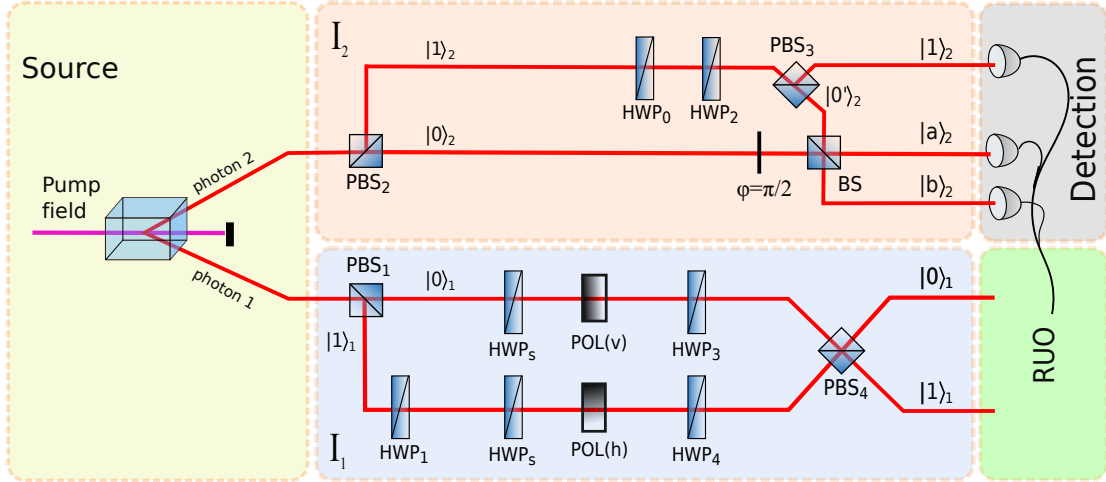 Source
Pump
field
photon 2
photon 1
I₂
|1⟩₂
HWP₀
HWP₂
PBS₃
|0'⟩₂
|1⟩₂
PBS₂
|0⟩₂
φ=π/2
BS
|a⟩₂
|b⟩₂
Detection
PBS₁
|0⟩₁
|1⟩₁
HWPₛ
POL(v)
HWP₃
HWP₁
HWPₛ
POL(h)
HWP₄
PBS₄
|0⟩₁
|1⟩₁
I₁
RUO